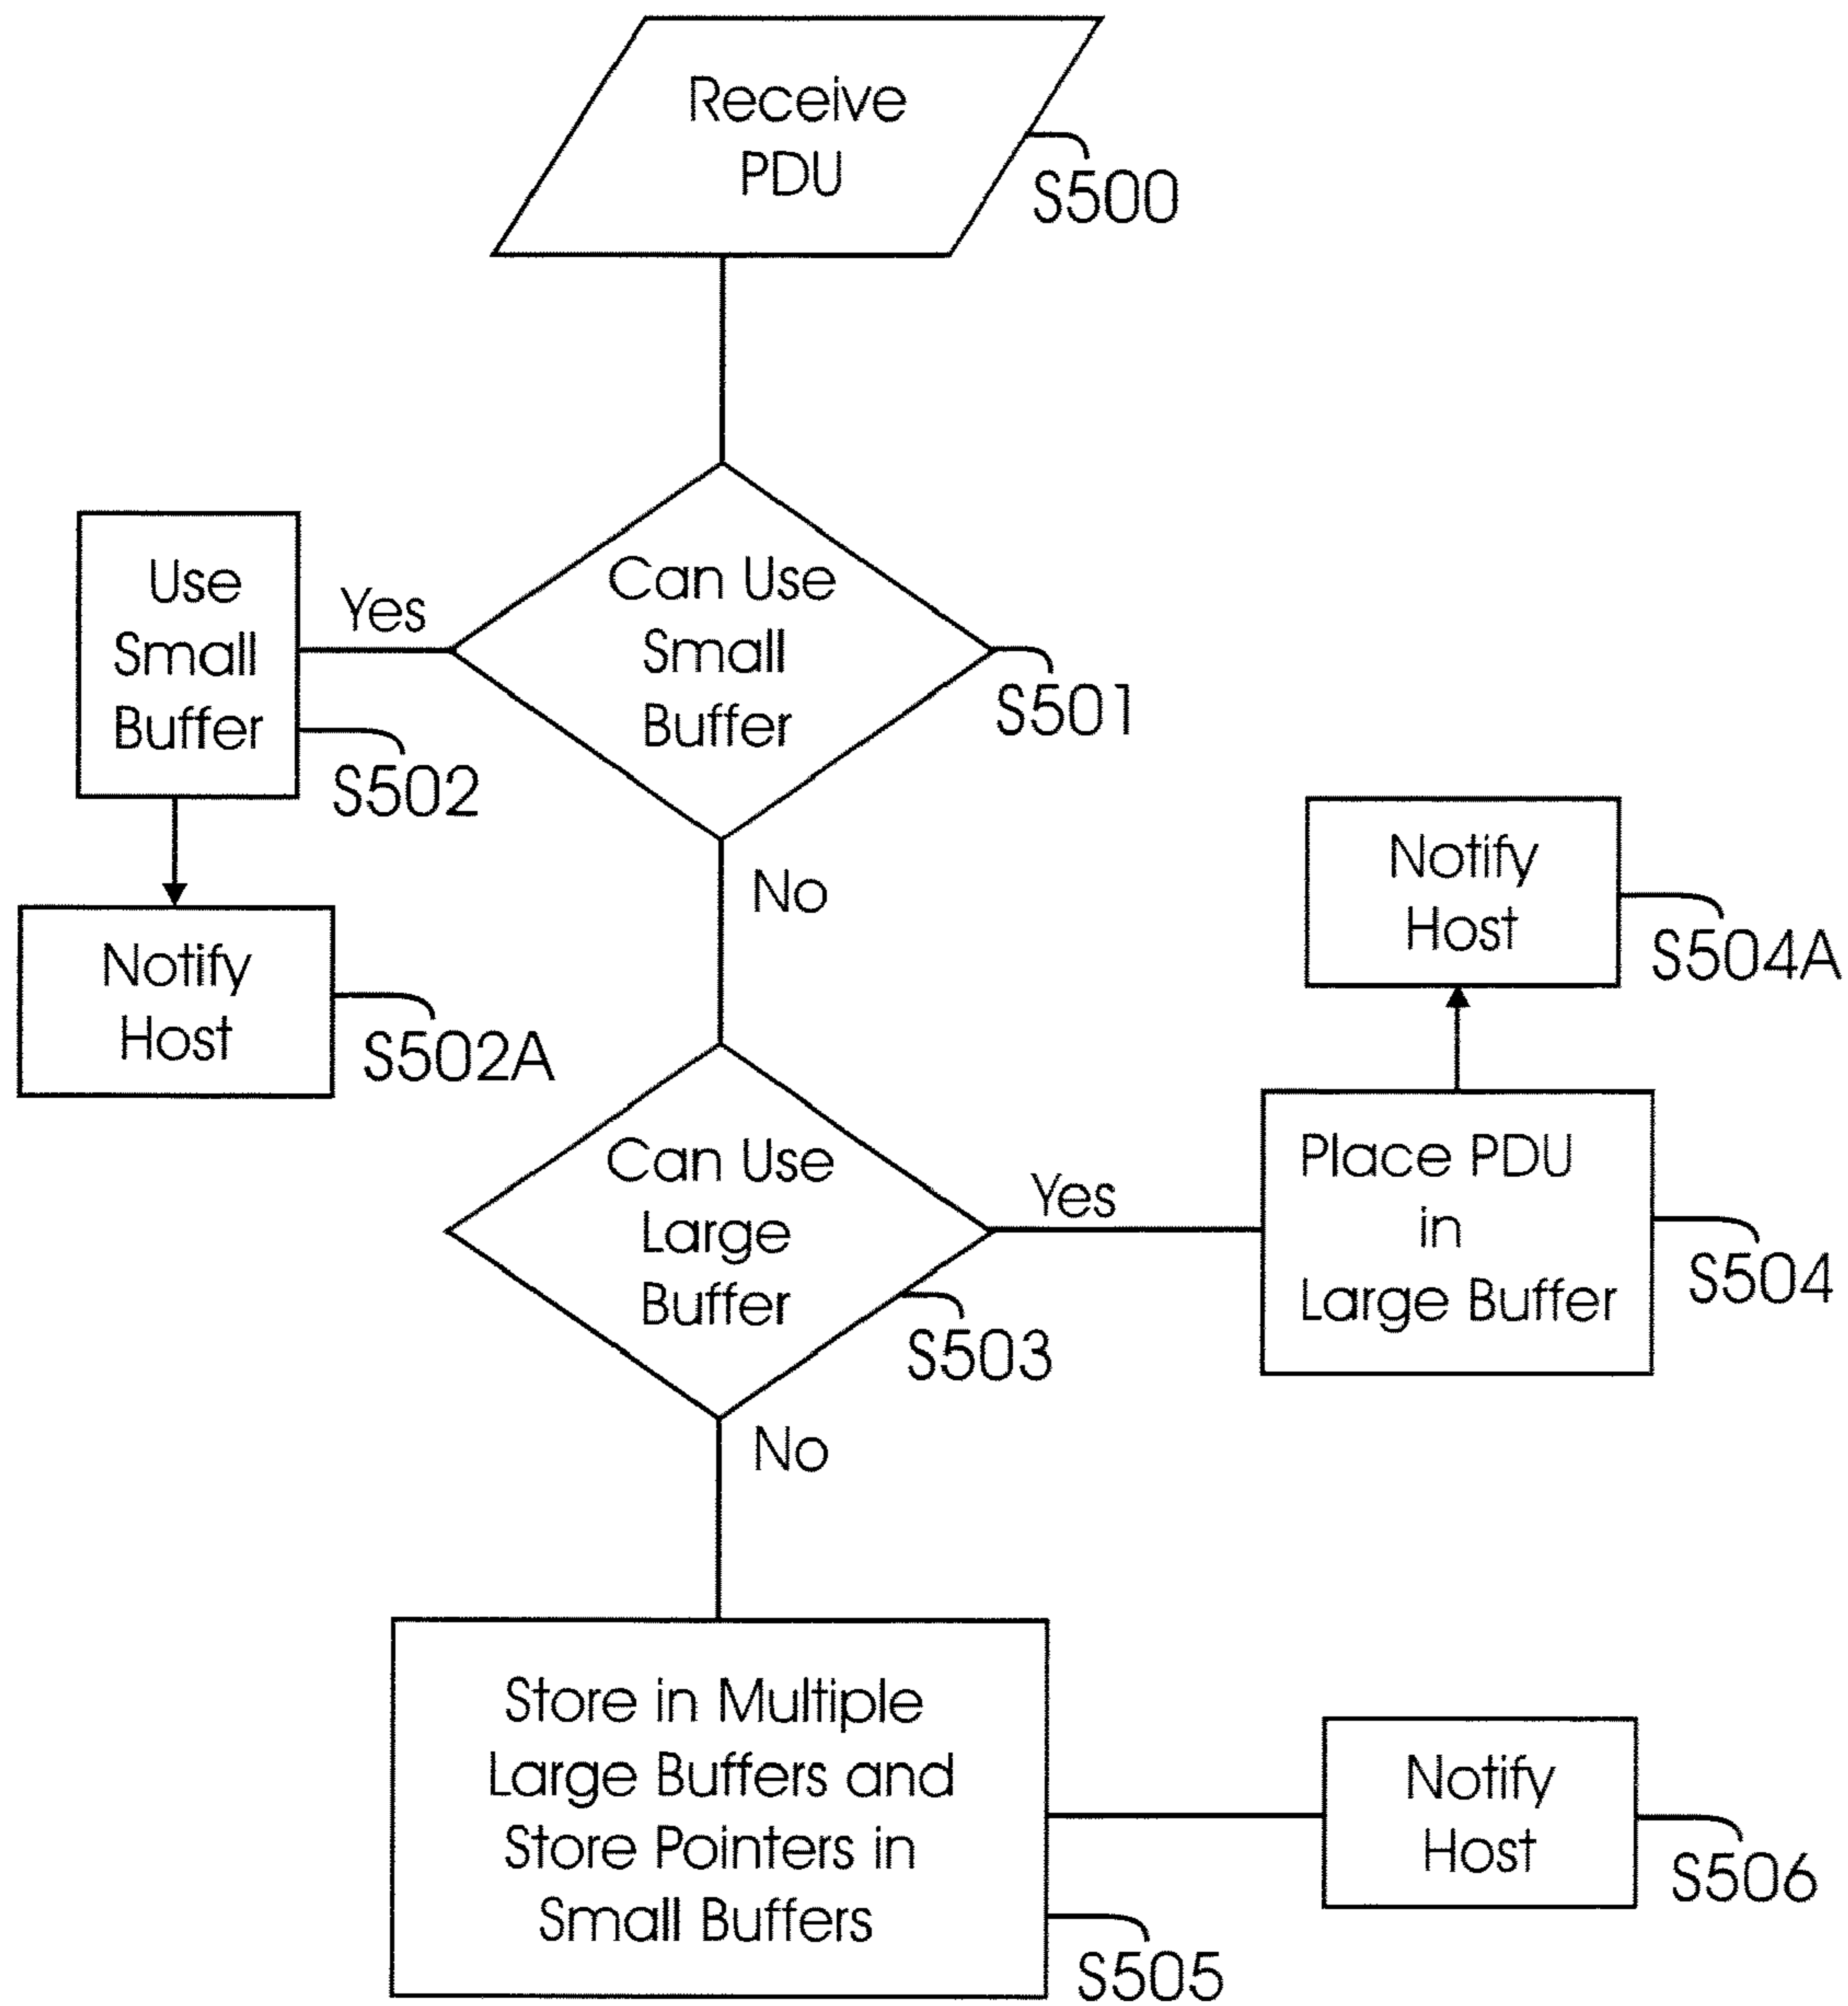 Receive
PDU
S500
Can Use
Small
Buffer
S501
Yes
Use
Small
Buffer
S502
Notify
Host
S502A
No
Can Use
Large
Buffer
S503
Yes
Place PDU
in
Large Buffer
S504
Notify
Host
S504A
No
Store in Multiple
Large Buffers and
Store Pointers in
Small Buffers
S505
Notify
Host
S506